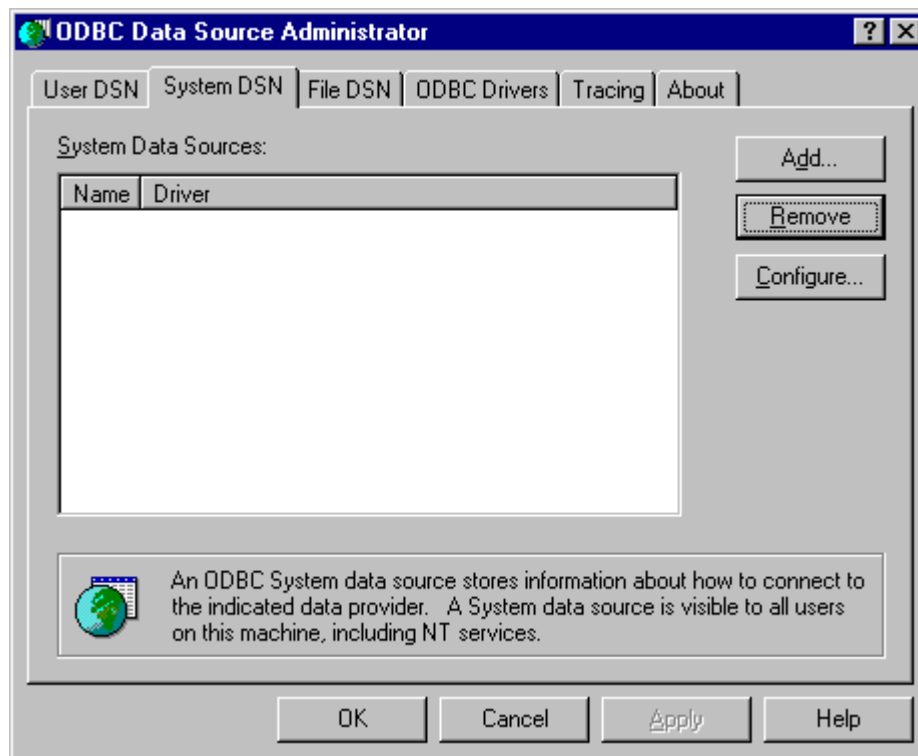 ODBC Data Source Administrator
User DSN System DSN File DSN ODBC Drivers Tracing About
System Data Sources:
Name Driver
Add...
Remove
Configure...
An ODBC System data source stores information about how to connect to
the indicated data provider. A System data source is visible to all users
on this machine, including NT services.
OK Cancel Apply Help